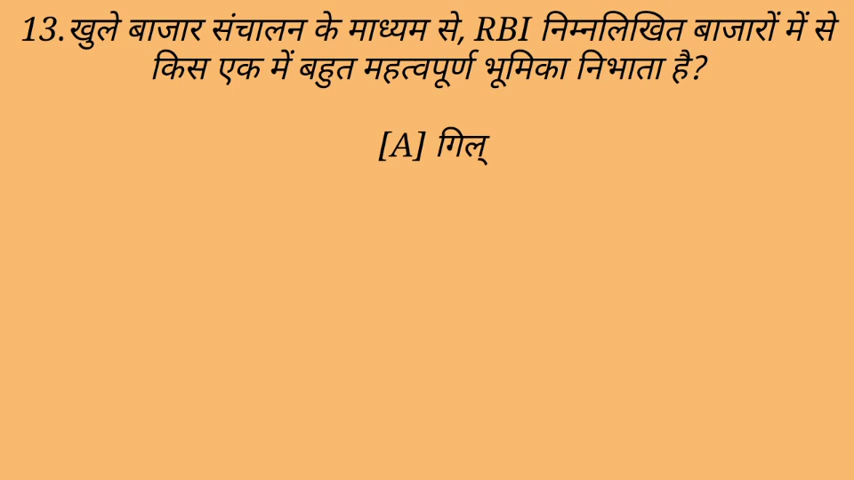 13.खुले बाजार संचालन के माध्यम से, RBI निम्नलिखित बाजारों में से
किस एक में बहुत महत्वपूर्ण भूमिका निभाता है?
[A] गिल्